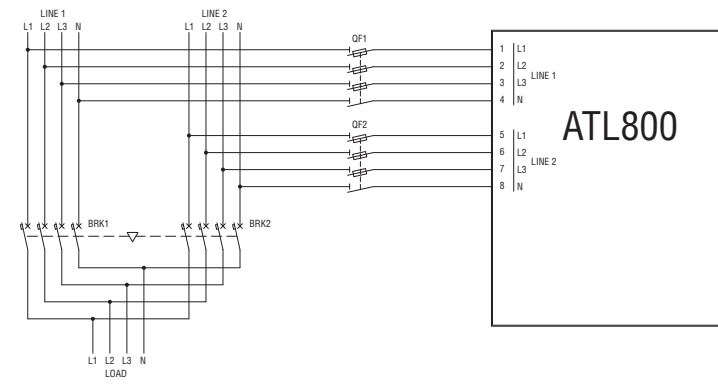 LINE 1
L1 L2 L3 N
LINE 2
L1 L2 L3 N
QF1
1 L1
2 L2
3 L3
4 N
LINE 1
QF2
5 L1
6 L2
7 L3
8 N
LINE 2
ATL800
BRK1
BRK2
L1 L2 L3 N
LOAD